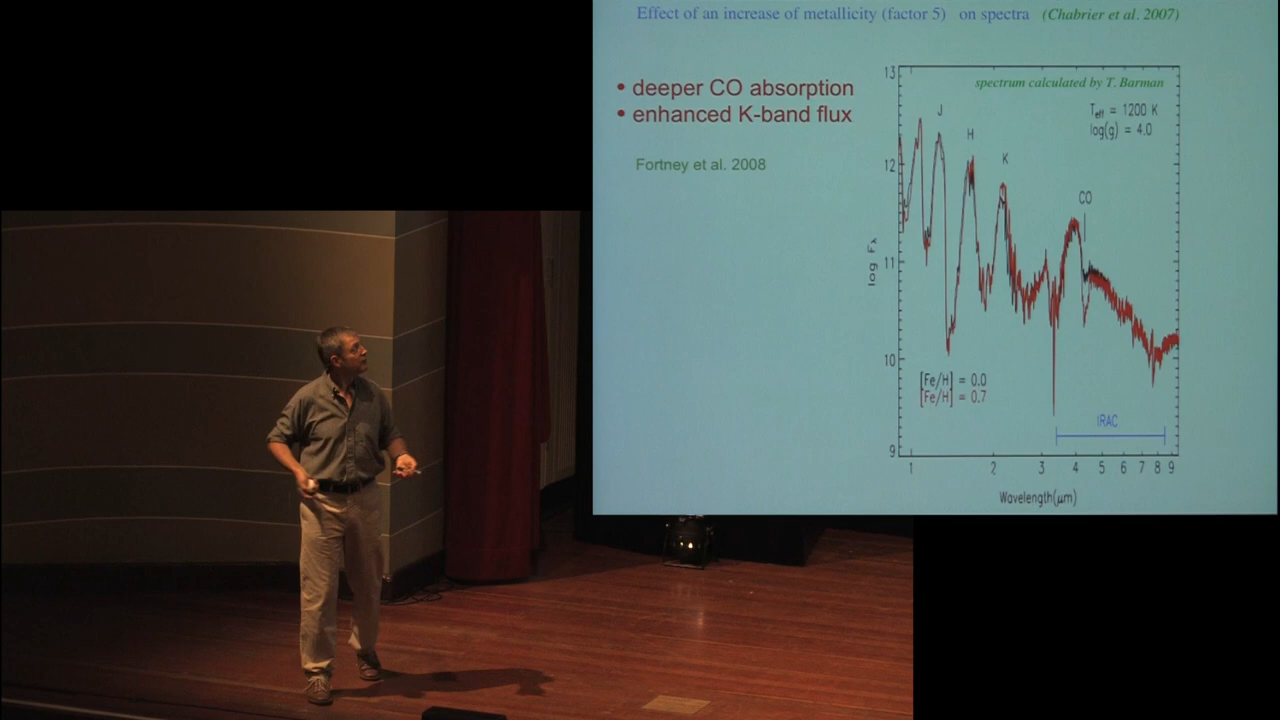 Effect of an increase of metallicity (factor 5) on spectra (Chabrier et al. 2007)
• deeper CO absorption
• enhanced K-band flux
Fortney et al. 2008
spectrum calculated by T. Barman
Teff = 1200 K
log(g) = 4.0
J
H
K
CO
[Fe/H] = 0.0
[Fe/H] = 0.7
IRAC
log Fλ
13
12
11
10
9
1 2 3 4 5 6 7 8 9
Wavelength(μm)